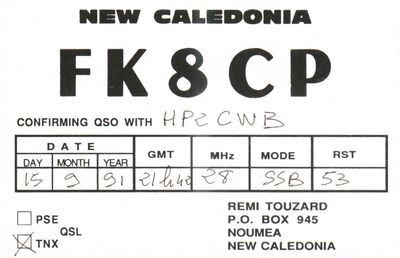 NEW CALEDONIA
FK8CP
CONFIRMING QSO WITH HP2CWB
DATE
DAY MONTH YEAR GMT MHz MODE RST
15 9 91 21h42 28 SSB 53
PSE
QSL
TNX
REMI TOUZARD
P.O. BOX 945
NOUMEA
NEW CALEDONIA